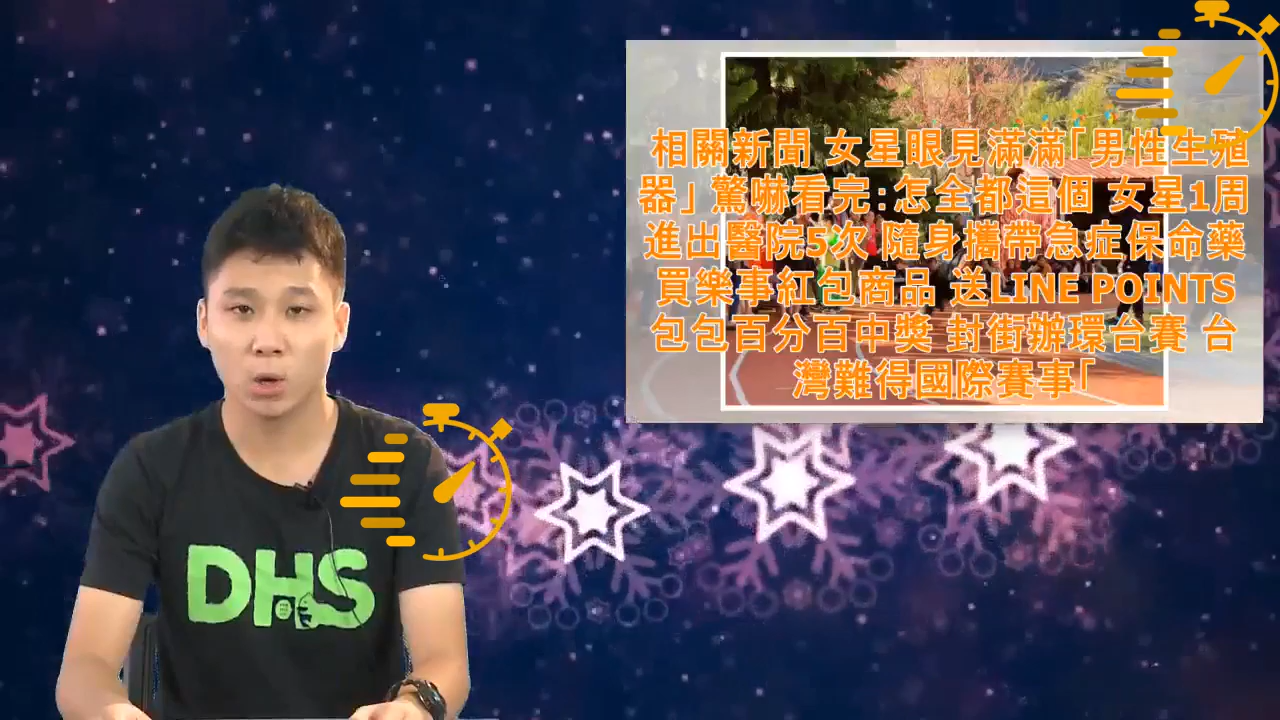 相關新聞 女星眼見滿滿「男性生殖
器」驚嚇看完:怎全都這個 女星1周
進出醫院5次 隨身攜帶急症保命藥
買樂事紅包商品 送LINE POINTS
包包百分百中獎 封街辦環台賽 台
灣難得國際賽事「
DHS